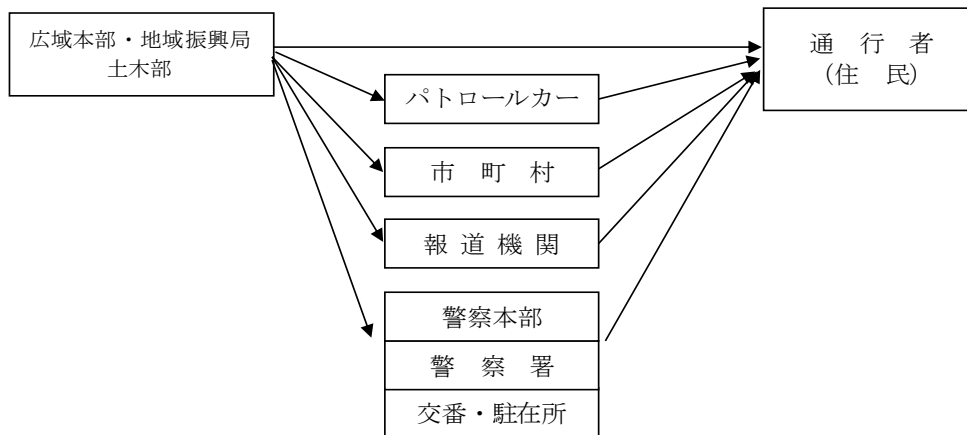 広域本部・地域振興局
土木部
通 行 者
(住 民)
パトロールカー
市 町 村
報 道 機 関
警察本部
警 察 署
交番・駐在所